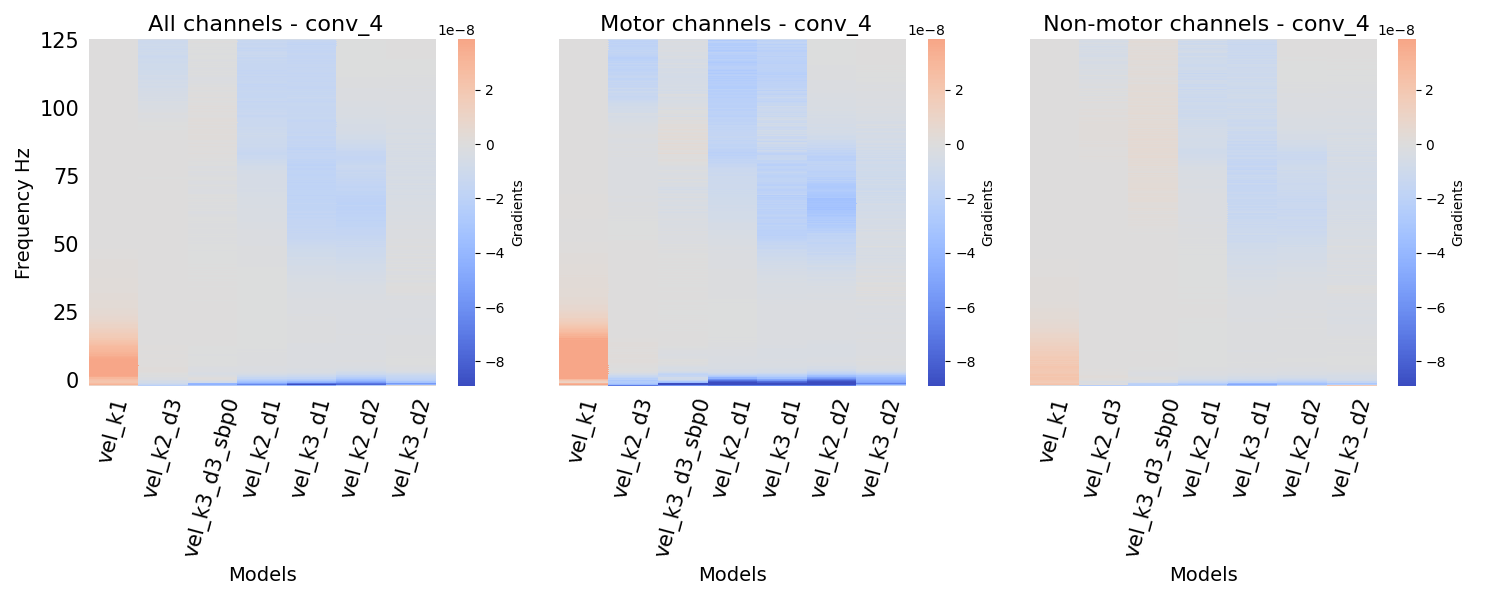 All channels - conv_4
1e−8
125
100
75
50
25
0
Frequency Hz
2
0
−2
−4
−6
−8
Gradients
vel_k1
vel_k2_d3
vel_k3_d3_sbp0
vel_k2_d1
vel_k3_d1
vel_k2_d2
vel_k3_d2
Models
Motor channels - conv_4
1e−8
2
0
−2
−4
−6
−8
Gradients
vel_k1
vel_k2_d3
vel_k3_d3_sbp0
vel_k2_d1
vel_k3_d1
vel_k2_d2
vel_k3_d2
Models
Non-motor channels - conv_4
1e−8
2
0
−2
−4
−6
−8
Gradients
vel_k1
vel_k2_d3
vel_k3_d3_sbp0
vel_k2_d1
vel_k3_d1
vel_k2_d2
vel_k3_d2
Models